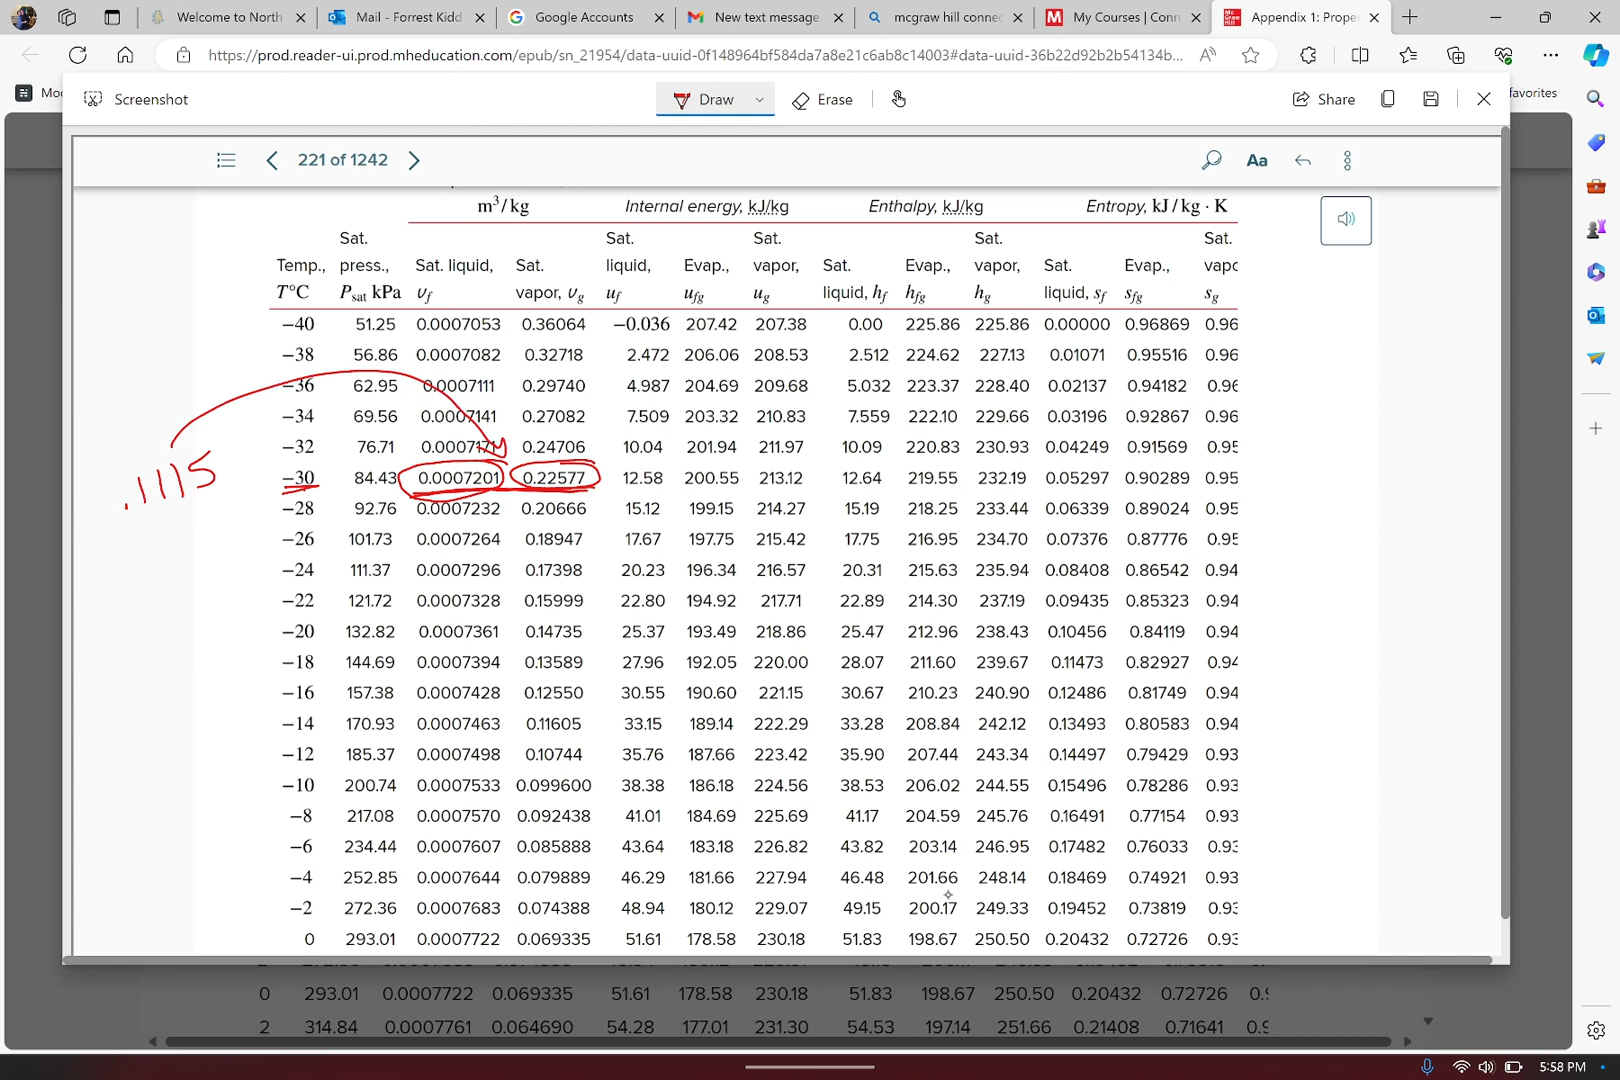 Welcome to North
Mail - Forrest Kidd
Google Accounts
New text message
mcgraw hill connec
My Courses | Conn
Appendix 1: Proper
https://prod.reader-ui.prod.mheducation.com/epub/sn_21954/data-uuid-0f148964bf584da7a8e21c6ab8c14003#data-uuid-36b22d92b2b54134b...
Mo
favorites
Screenshot
Draw
Erase
Share
221 of 1242
Aa
m³/kg Internal energy, kJ/kg Enthalpy, kJ/kg Entropy, kJ/kg · K
Sat. Sat. Sat. Sat. Sat.
Temp., press., Sat. liquid, Sat. liquid, Evap., vapor, Sat. Evap., vapor, Sat. Evap., vapo
T°C Psat kPa υf vapor, υg uf ufg ug liquid, hf hfg hg liquid, sf sfg sg
−40 51.25 0.0007053 0.36064 −0.036 207.42 207.38 0.00 225.86 225.86 0.00000 0.96869 0.96
−38 56.86 0.0007082 0.32718 2.472 206.06 208.53 2.512 224.62 227.13 0.01071 0.95516 0.96
−36 62.95 0.0007111 0.29740 4.987 204.69 209.68 5.032 223.37 228.40 0.02137 0.94182 0.96
−34 69.56 0.0007141 0.27082 7.509 203.32 210.83 7.559 222.10 229.66 0.03196 0.92867 0.96
−32 76.71 0.0007171 0.24706 10.04 201.94 211.97 10.09 220.83 230.93 0.04249 0.91569 0.95
.1115
−30 84.43 0.0007201 0.22577 12.58 200.55 213.12 12.64 219.55 232.19 0.05297 0.90289 0.95
−28 92.76 0.0007232 0.20666 15.12 199.15 214.27 15.19 218.25 233.44 0.06339 0.89024 0.95
−26 101.73 0.0007264 0.18947 17.67 197.75 215.42 17.75 216.95 234.70 0.07376 0.87776 0.95
−24 111.37 0.0007296 0.17398 20.23 196.34 216.57 20.31 215.63 235.94 0.08408 0.86542 0.94
−22 121.72 0.0007328 0.15999 22.80 194.92 217.71 22.89 214.30 237.19 0.09435 0.85323 0.94
−20 132.82 0.0007361 0.14735 25.37 193.49 218.86 25.47 212.96 238.43 0.10456 0.84119 0.94
−18 144.69 0.0007394 0.13589 27.96 192.05 220.00 28.07 211.60 239.67 0.11473 0.82927 0.94
−16 157.38 0.0007428 0.12550 30.55 190.60 221.15 30.67 210.23 240.90 0.12486 0.81749 0.94
−14 170.93 0.0007463 0.11605 33.15 189.14 222.29 33.28 208.84 242.12 0.13493 0.80583 0.94
−12 185.37 0.0007498 0.10744 35.76 187.66 223.42 35.90 207.44 243.34 0.14497 0.79429 0.93
−10 200.74 0.0007533 0.099600 38.38 186.18 224.56 38.53 206.02 244.55 0.15496 0.78286 0.93
−8 217.08 0.0007570 0.092438 41.01 184.69 225.69 41.17 204.59 245.76 0.16491 0.77154 0.93
−6 234.44 0.0007607 0.085888 43.64 183.18 226.82 43.82 203.14 246.95 0.17482 0.76033 0.93
−4 252.85 0.0007644 0.079889 46.29 181.66 227.94 46.48 201.66 248.14 0.18469 0.74921 0.93
−2 272.36 0.0007683 0.074388 48.94 180.12 229.07 49.15 200.17 249.33 0.19452 0.73819 0.93
0 293.01 0.0007722 0.069335 51.61 178.58 230.18 51.83 198.67 250.50 0.20432 0.72726 0.93
0 293.01 0.0007722 0.069335 51.61 178.58 230.18 51.83 198.67 250.50 0.20432 0.72726 0.9
2 314.84 0.0007761 0.064690 54.28 177.01 231.30 54.53 197.14 251.66 0.21408 0.71641 0.9
5:58 PM